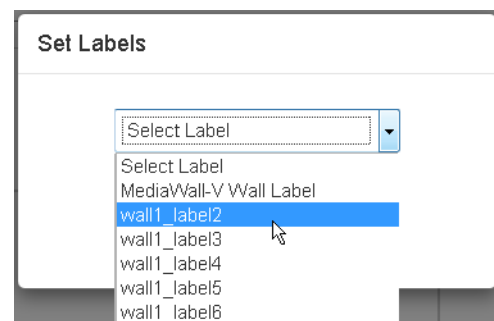 Set Labels
Select Label
Select Label
MediaWall-V Wall Label
wall1_label2
wall1_label3
wall1_label4
wall1_label5
wall1_label6